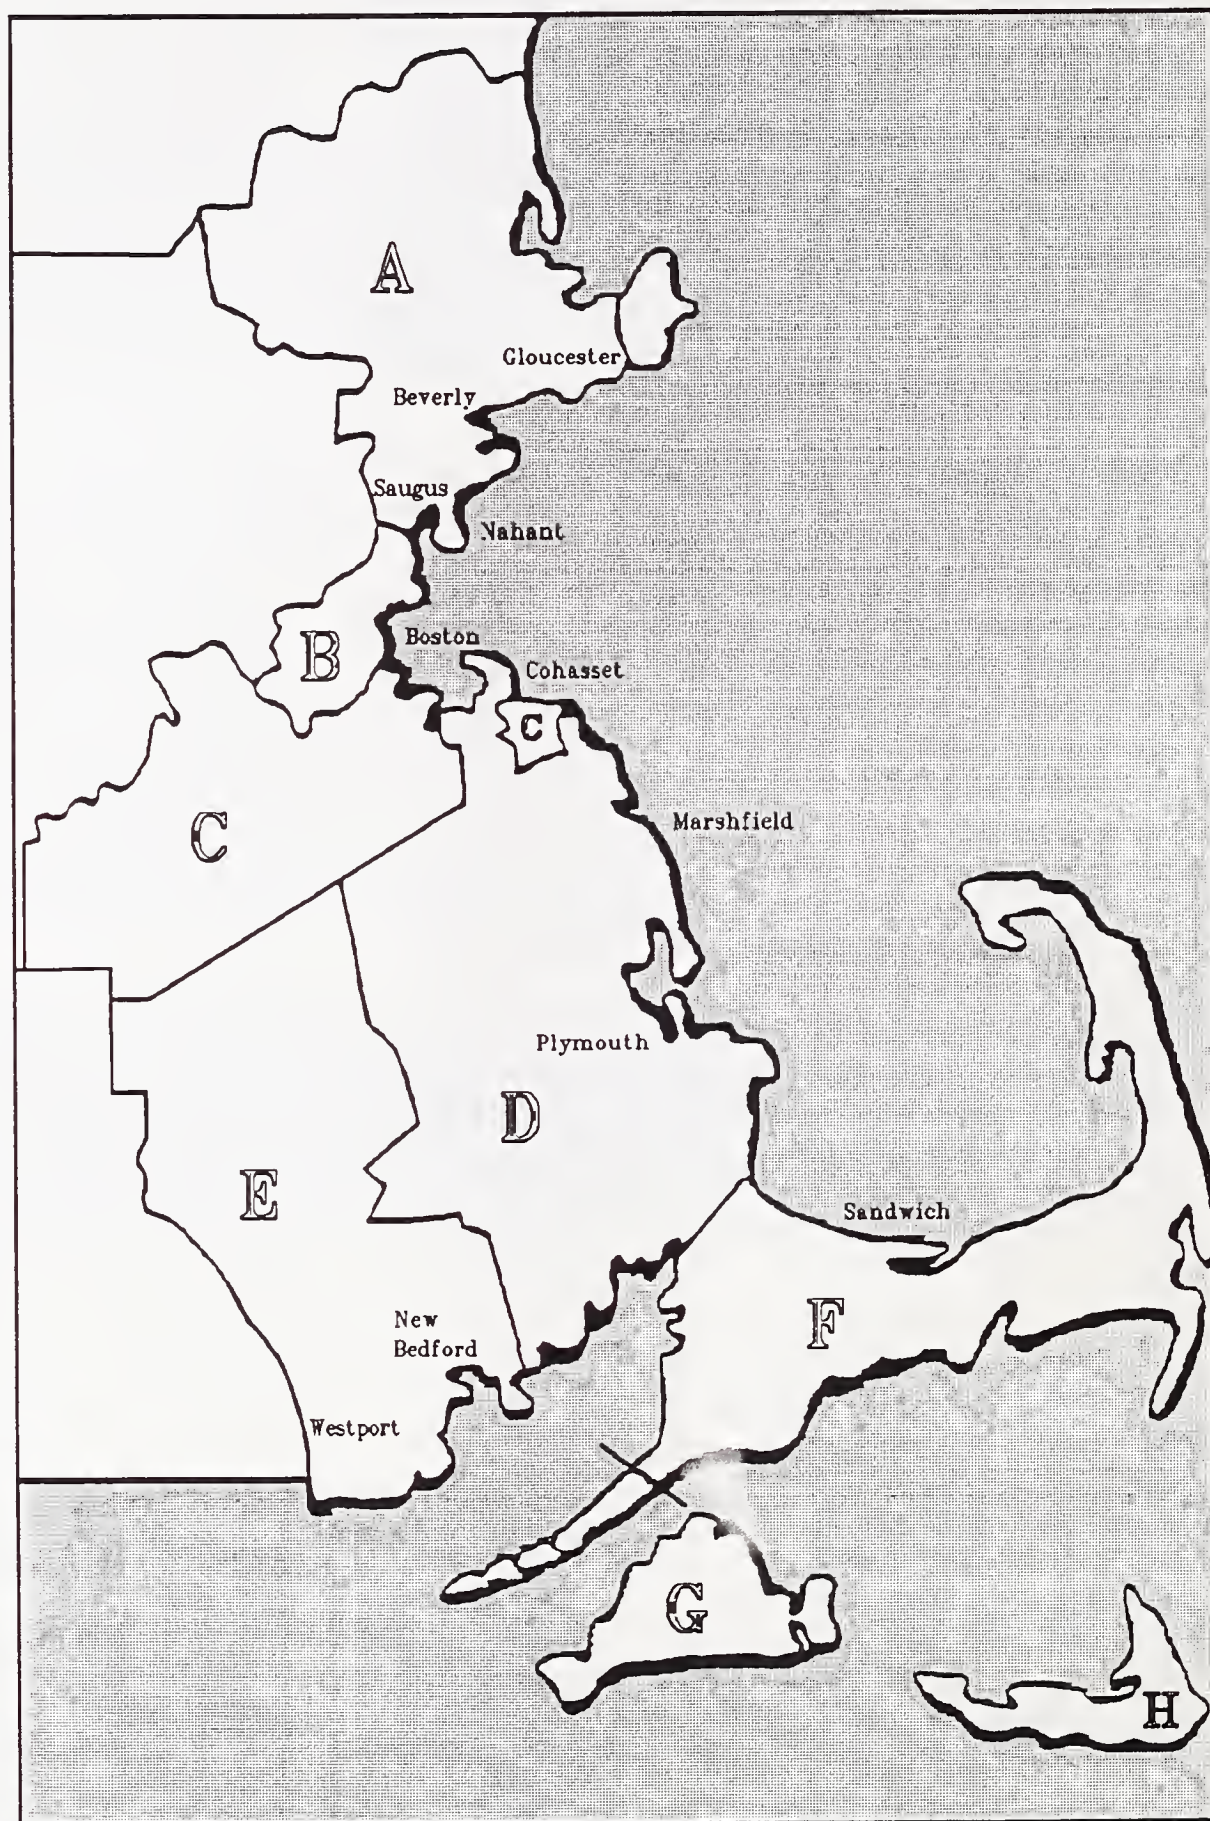 A
Gloucester
Beverly
Saugus
Nahant
Boston
B
Cohasset
C
C
Marshfield
Plymouth
D
E
Sandwich
F
New
Bedford
Westport
G
H